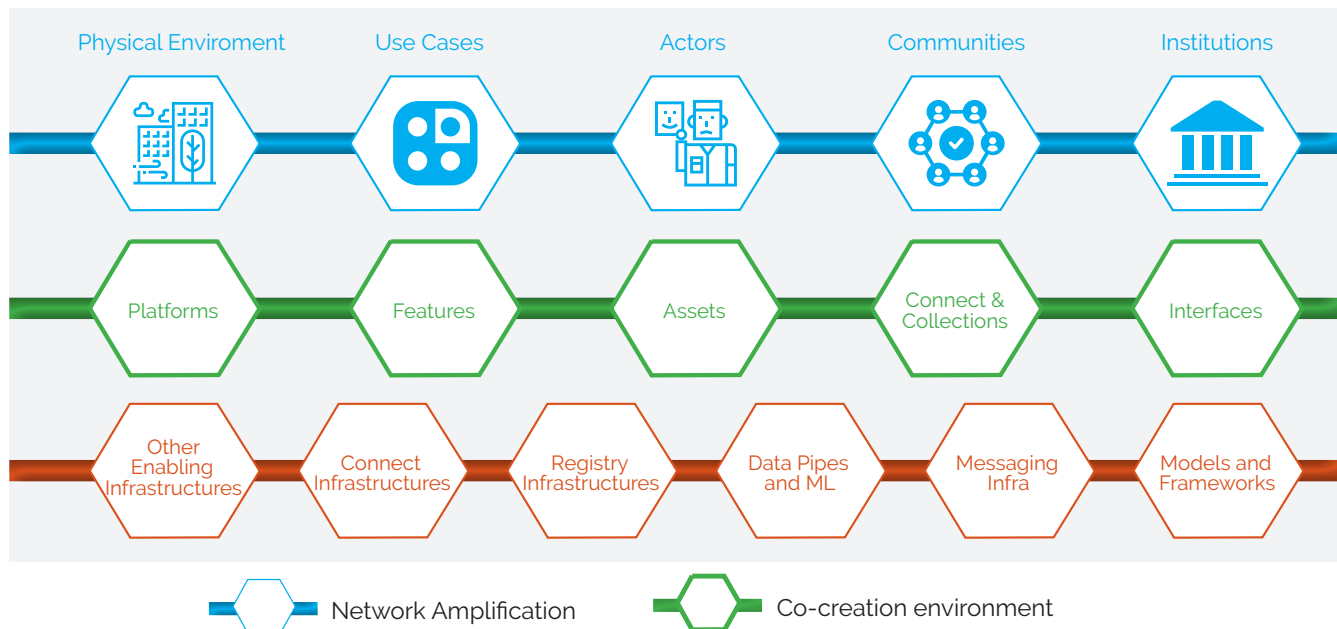 Physical Enviroment
Use Cases
Actors
Communities
Institutions
Platforms
Features
Assets
Connect &
Collections
Interfaces
Other
Enabling
Infrastructures
Connect
Infrastructures
Registry
Infrastructures
Data Pipes
and ML
Messaging
Infra
Models and
Frameworks
Network Amplification
Co-creation environment